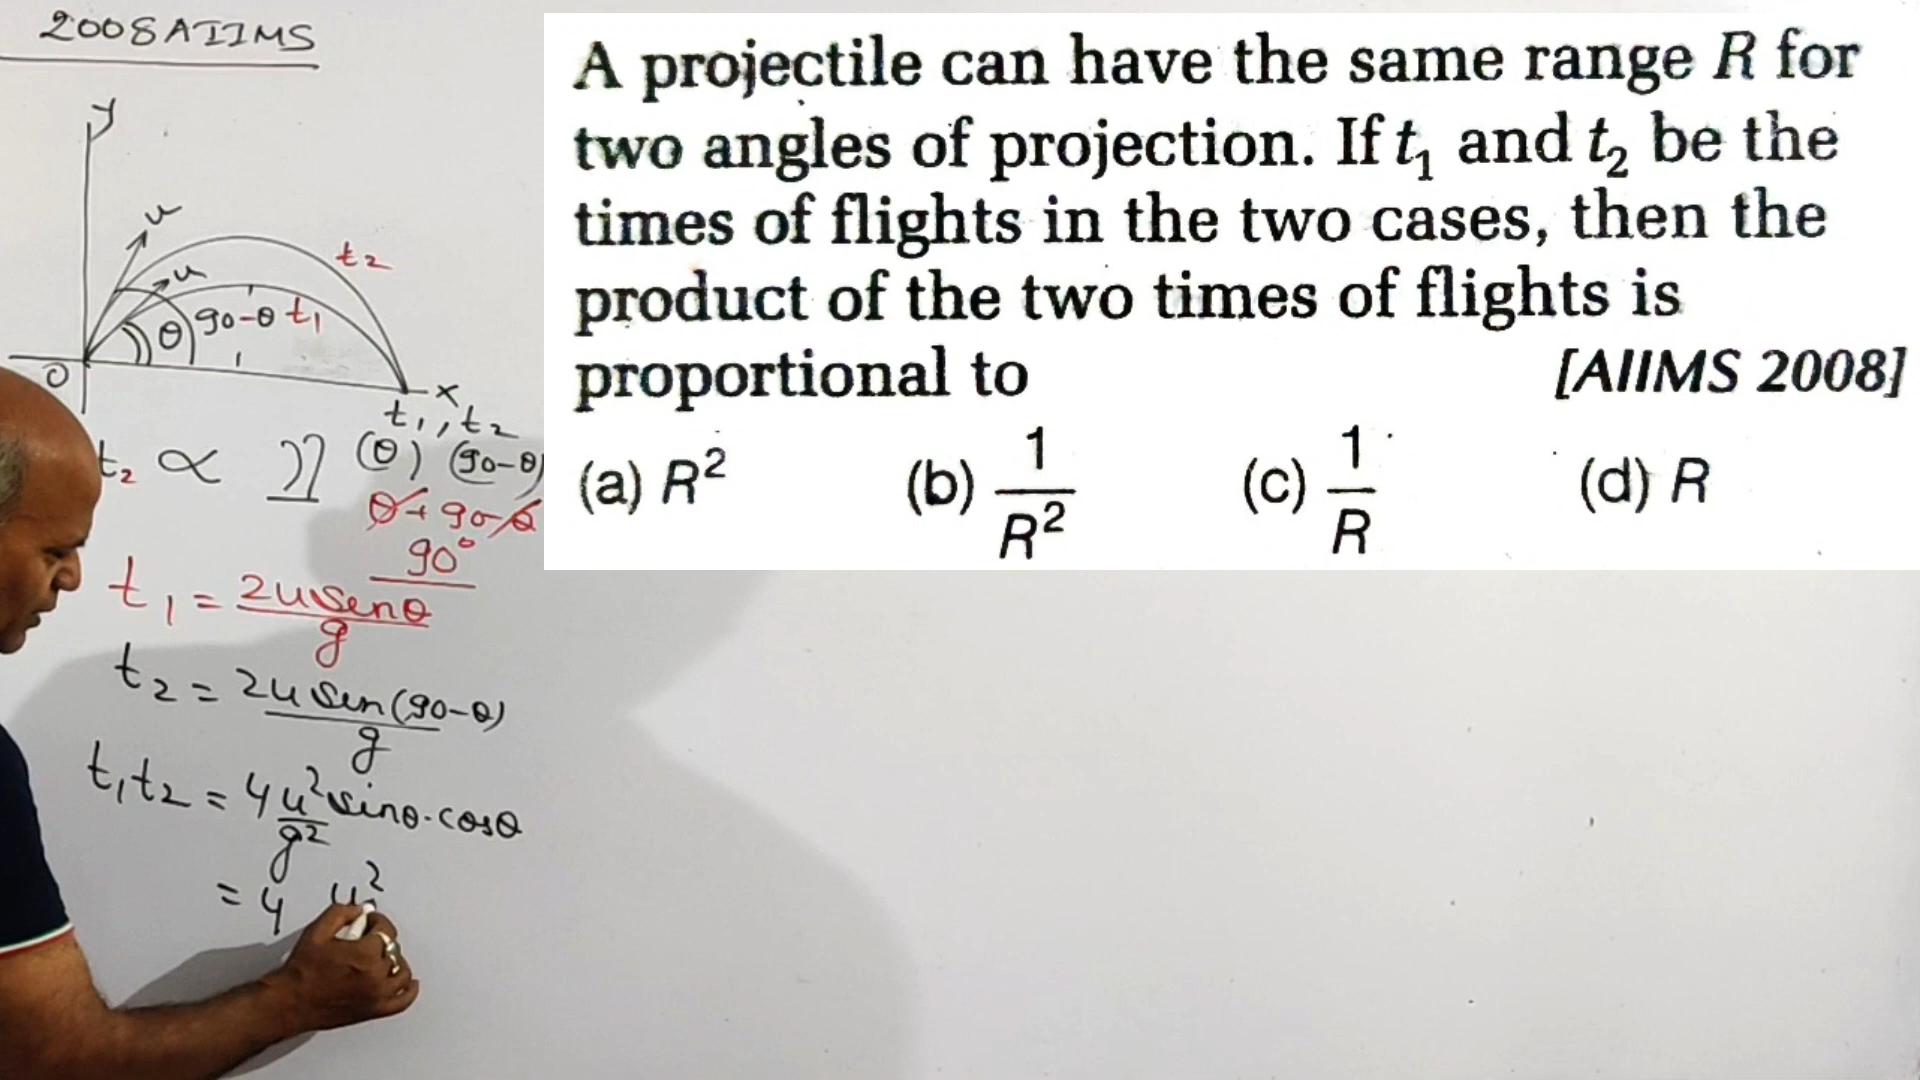 2008 AIIMS
y
u
u
t2
θ
90-θ t1
O
x
t1, t2
A projectile can have the same range R for
two angles of projection. If t₁ and t₂ be the
times of flights in the two cases, then the
product of the two times of flights is
proportional to [AIIMS 2008]
(a) R² (b) 1/R² (c) 1/R (d) R
t₂ ∝ (θ) (90-θ)
θ+90-θ
90°
t₁ = 2u sinθ/g
t₂ = 2u sin(90-θ)/g
t₁t₂ = 4u²/g² sinθ.cosθ
= 4 u²